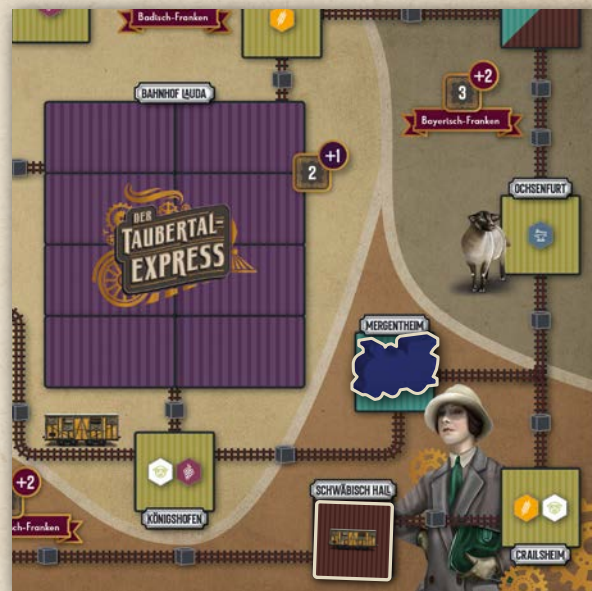 Badisch-Franken
BAHNHOF LAUDA
3
+2
Bayerisch-Franken
2
+1
DER
TAUBERTAL-
EXPRESS
OCHSENFURT
MERGENTHEIM
+2
ch-Franken
KÖNIGSHOFEN
SCHWÄBISCH HALL
CRAILSHEIM